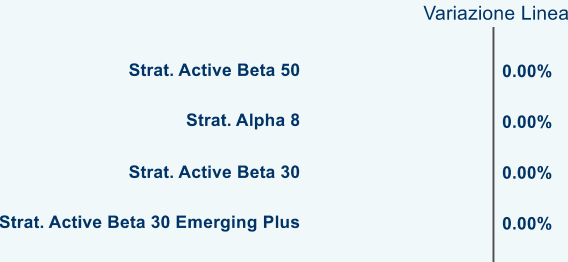 Variazione Linea
Strat. Active Beta 50 0.00%
Strat. Alpha 8 0.00%
Strat. Active Beta 30 0.00%
Strat. Active Beta 30 Emerging Plus 0.00%